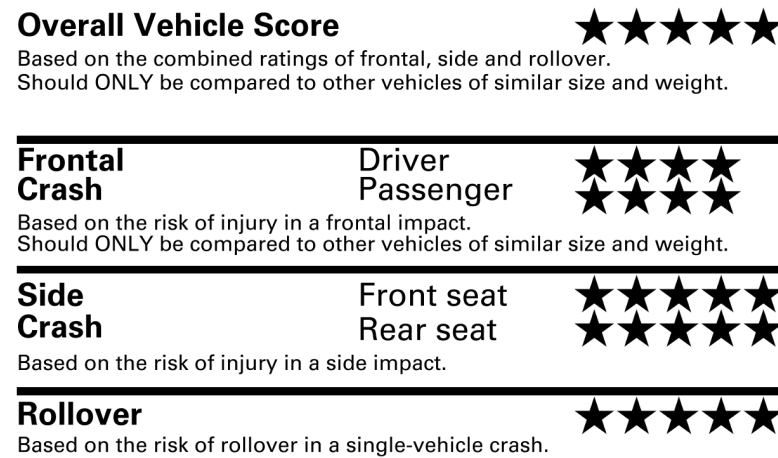 Overall Vehicle Score ★★★★★
Based on the combined ratings of frontal, side and rollover.
Should ONLY be compared to other vehicles of similar size and weight.
Frontal Driver ★★★★
Crash Passenger ★★★★
Based on the risk of injury in a frontal impact.
Should ONLY be compared to other vehicles of similar size and weight.
Side Front seat ★★★★★
Crash Rear seat ★★★★★
Based on the risk of injury in a side impact.
Rollover ★★★★★
Based on the risk of rollover in a single-vehicle crash.